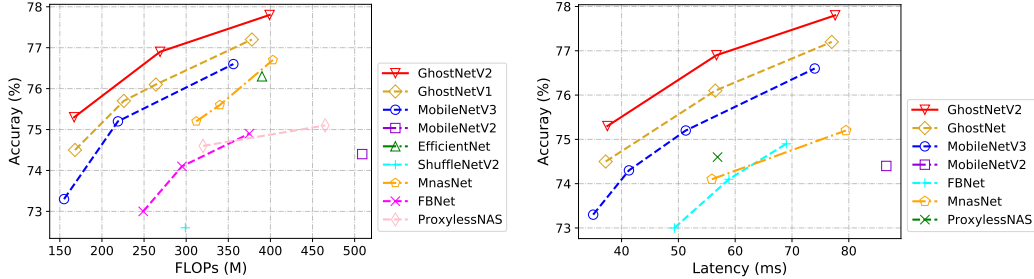 78
77
76
75
74
73
Accuray (%)
150 200 250 300 350 400 450 500
FLOPs (M)
GhostNetV2
GhostNetV1
MobileNetV3
MobileNetV2
EfficientNet
ShuffleNetV2
MnasNet
FBNet
ProxylessNAS
78
77
76
75
74
73
Accuray (%)
40 50 60 70 80
Latency (ms)
GhostNetV2
GhostNet
MobileNetV3
MobileNetV2
FBNet
MnasNet
ProxylessNAS